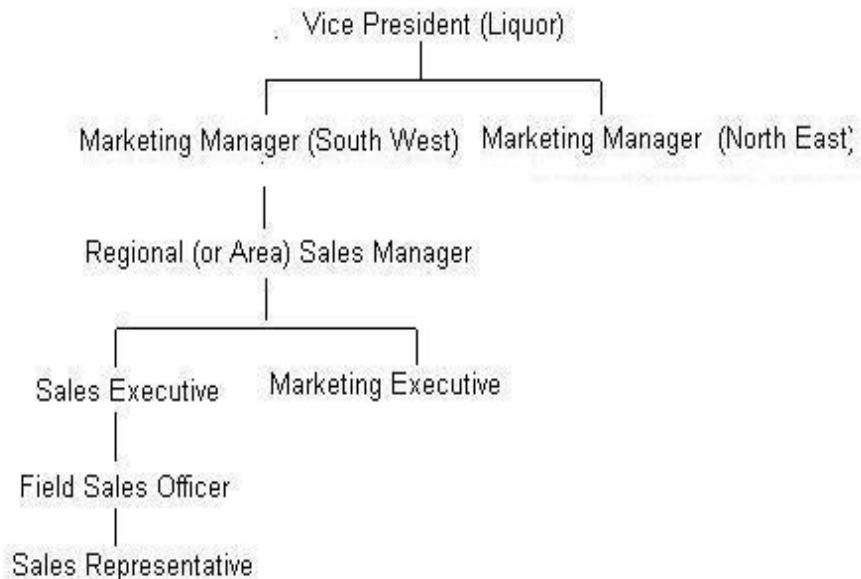 Vice President (Liquor)
Marketing Manager (South West)
Marketing Manager (North East)
Regional (or Area) Sales Manager
Sales Executive
Marketing Executive
Field Sales Officer
Sales Representative